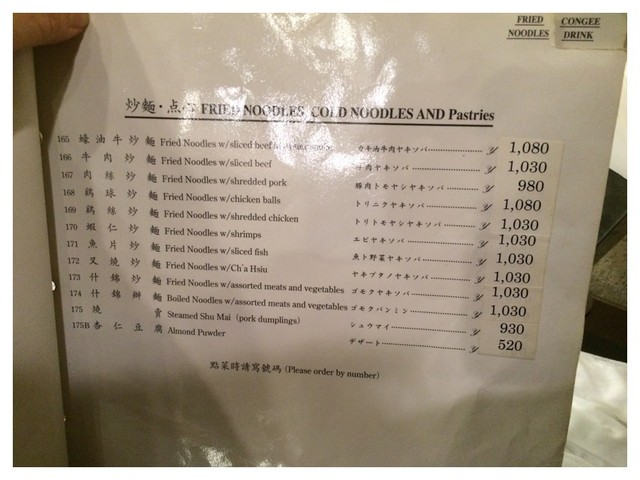 FRIED NOODLES
CONGEE DRINK
炒麵・点心 FRIED NOODLES COLD NOODLES AND Pastries
165 蠔油牛炒麵 Fried Noodles w/sliced beef カキ油牛肉ヤキソバ ¥ 1,080
166 牛肉炒麵 Fried Noodles w/sliced beef 牛肉ヤキソバ ¥ 1,030
167 肉絲炒麵 Fried Noodles w/shredded pork 豚肉トモヤシヤキソバ ¥ 980
168 鷄球炒麵 Fried Noodles w/chicken balls トリニクヤキソバ ¥ 1,080
169 鷄絲炒麵 Fried Noodles w/shredded chicken トリトモヤシヤキソバ ¥ 1,030
170 蝦仁炒麵 Fried Noodles w/shrimps エビヤキソバ ¥ 1,030
171 魚片炒麵 Fried Noodles w/sliced fish 魚ト野菜ヤキソバ ¥ 1,030
172 叉燒炒麵 Fried Noodles w/Ch'a Hsiu ヤキブタノヤキソバ ¥ 1,030
173 什錦炒麵 Fried Noodles w/assorted meats and vegetables ゴモクヤキソバ ¥ 1,030
174 什錦拌麵 Boiled Noodles w/assorted meats and vegetables ゴモクバンミン ¥ 1,030
175 燒賣 Steamed Shu Mai (pork dumplings) シュウマイ ¥ 930
175B 杏仁豆腐 Almond Puwder デザート ¥ 520
點菜時請寫號碼 (Please order by number)